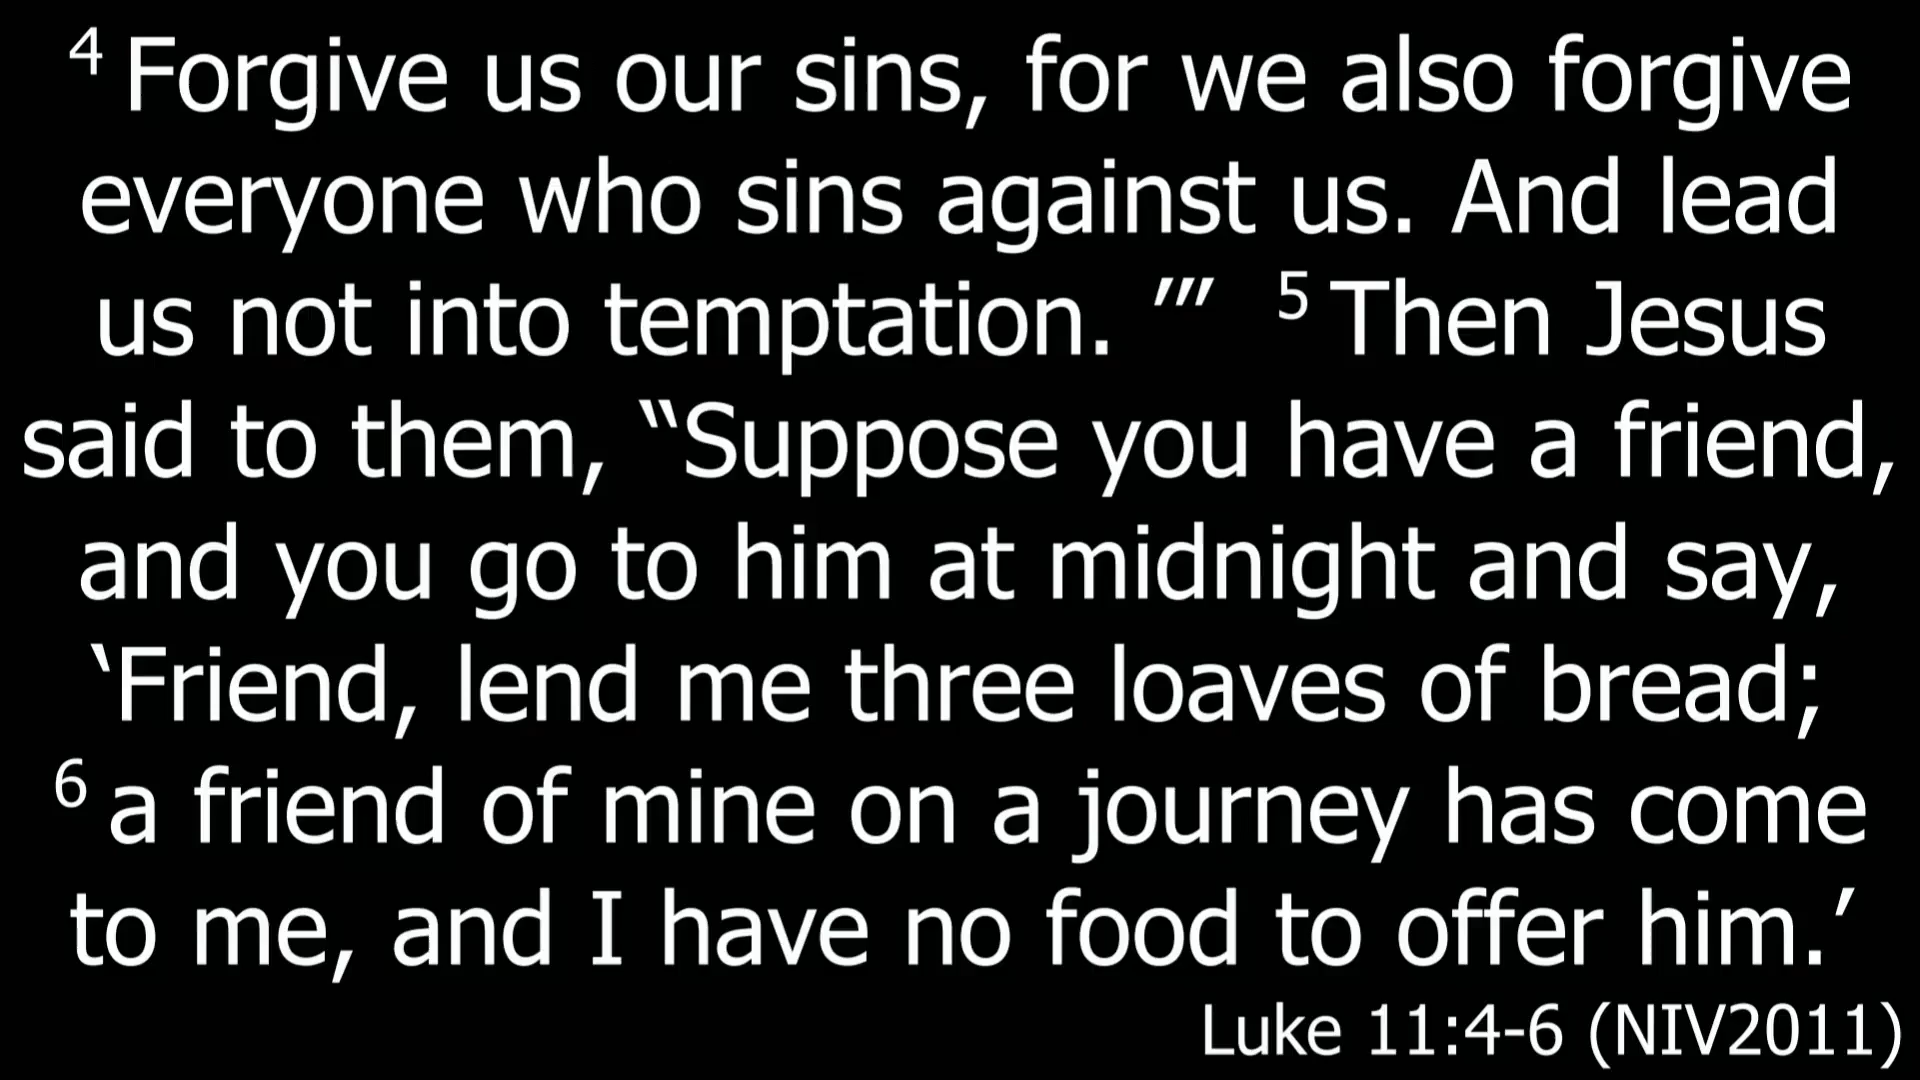 4 Forgive us our sins, for we also forgive
everyone who sins against us. And lead
us not into temptation. ’”  5 Then Jesus
said to them, “Suppose you have a friend,
and you go to him at midnight and say,
‘Friend, lend me three loaves of bread;
6 a friend of mine on a journey has come
to me, and I have no food to offer him.’
Luke 11:4-6 (NIV2011)